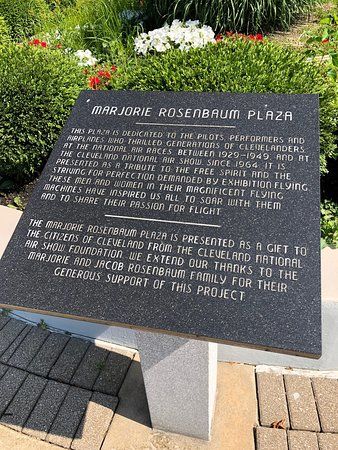 MARJORIE ROSENBAUM PLAZA
THIS PLAZA IS DEDICATED TO THE PILOTS, PERFORMERS AND
AIRPLANES WHO THRILLED GENERATIONS OF CLEVELANDERS
AT THE NATIONAL AIR RACES BETWEEN 1929-1949, AND AT
THE CLEVELAND NATIONAL AIR SHOW SINCE 1964. IT IS
PRESENTED AS A TRIBUTE TO THE FREE SPIRIT AND THE
STRIVING FOR PERFECTION DEMANDED BY EXHIBITION FLYING.
THESE MEN AND WOMEN IN THEIR MAGNIFICENT FLYING
MACHINES HAVE INSPIRED US ALL TO SOAR WITH THEM
AND TO SHARE THEIR PASSION FOR FLIGHT.
THE MARJORIE ROSENBAUM PLAZA IS PRESENTED AS A GIFT TO
THE CITIZENS OF CLEVELAND FROM THE CLEVELAND NATIONAL
AIR SHOW FOUNDATION. WE EXTEND OUR THANKS TO THE
MARJORIE AND JACOB ROSENBAUM FAMILY FOR THEIR
GENEROUS SUPPORT OF THIS PROJECT.